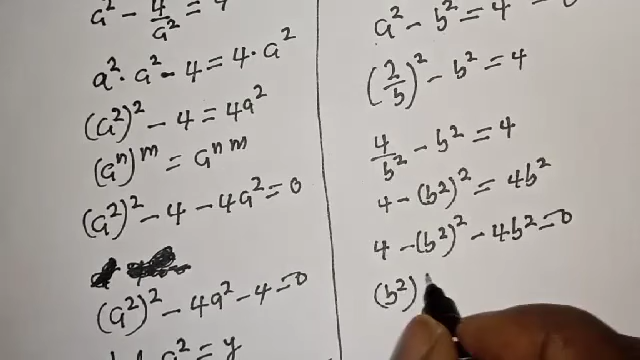 a² - 4/a² = 4
a² · a² - 4 = 4 · a²
(a²)² - 4 = 4a²
(aⁿ)ᵐ = aⁿᵐ
(a²)² - 4 - 4a² = 0
(a²)² - 4a² - 4 = 0
a² = y
a² - b² = 4
(2/b)² - b² = 4
4/b² - b² = 4
4 - (b²)² = 4b²
4 - (b²)² - 4b² = 0
(b²)